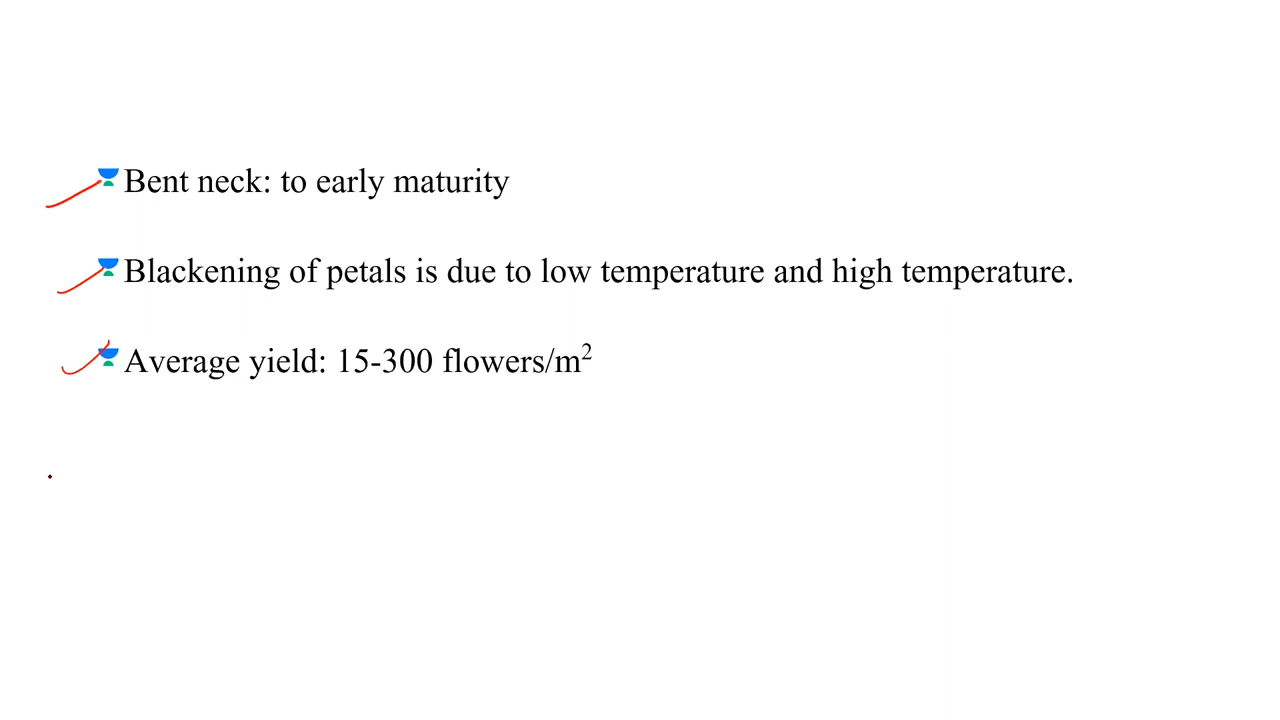 Bent neck: to early maturity
Blackening of petals is due to low temperature and high temperature.
Average yield: 15-300 flowers/m²